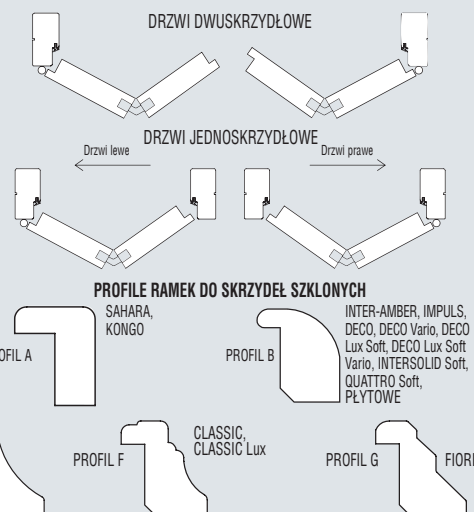 DRZWI DWUSKRZYDŁOWE
DRZWI JEDNOSKRZYDŁOWE
Drzwi lewe
Drzwi prawe
PROFILE RAMEK DO SKRZYDEŁ SZKLONYCH
SAHARA,
KONGO
OFIL A
PROFIL B
INTER-AMBER, IMPULS,
DECO, DECO Vario, DECO
Lux Soft, DECO Lux Soft
Vario, INTERSOLID Soft,
QUATTRO Soft,
PŁYTOWE
PROFIL F
CLASSIC,
CLASSIC Lux
PROFIL G
FIOR